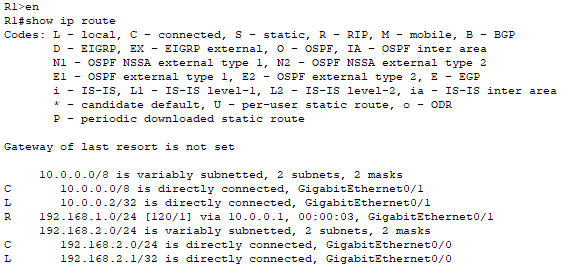 R1>en
R1#show ip route
Codes: L - local, C - connected, S - static, R - RIP, M - mobile, B - BGP
       D - EIGRP, EX - EIGRP external, O - OSPF, IA - OSPF inter area
       N1 - OSPF NSSA external type 1, N2 - OSPF NSSA external type 2
       E1 - OSPF external type 1, E2 - OSPF external type 2, E - EGP
       i - IS-IS, L1 - IS-IS level-1, L2 - IS-IS level-2, ia - IS-IS inter area
       * - candidate default, U - per-user static route, o - ODR
       P - periodic downloaded static route
Gateway of last resort is not set
     10.0.0.0/8 is variably subnetted, 2 subnets, 2 masks
C       10.0.0.0/8 is directly connected, GigabitEthernet0/1
L       10.0.0.2/32 is directly connected, GigabitEthernet0/1
R    192.168.1.0/24 [120/1] via 10.0.0.1, 00:00:03, GigabitEthernet0/1
     192.168.2.0/24 is variably subnetted, 2 subnets, 2 masks
C       192.168.2.0/24 is directly connected, GigabitEthernet0/0
L       192.168.2.1/32 is directly connected, GigabitEthernet0/0